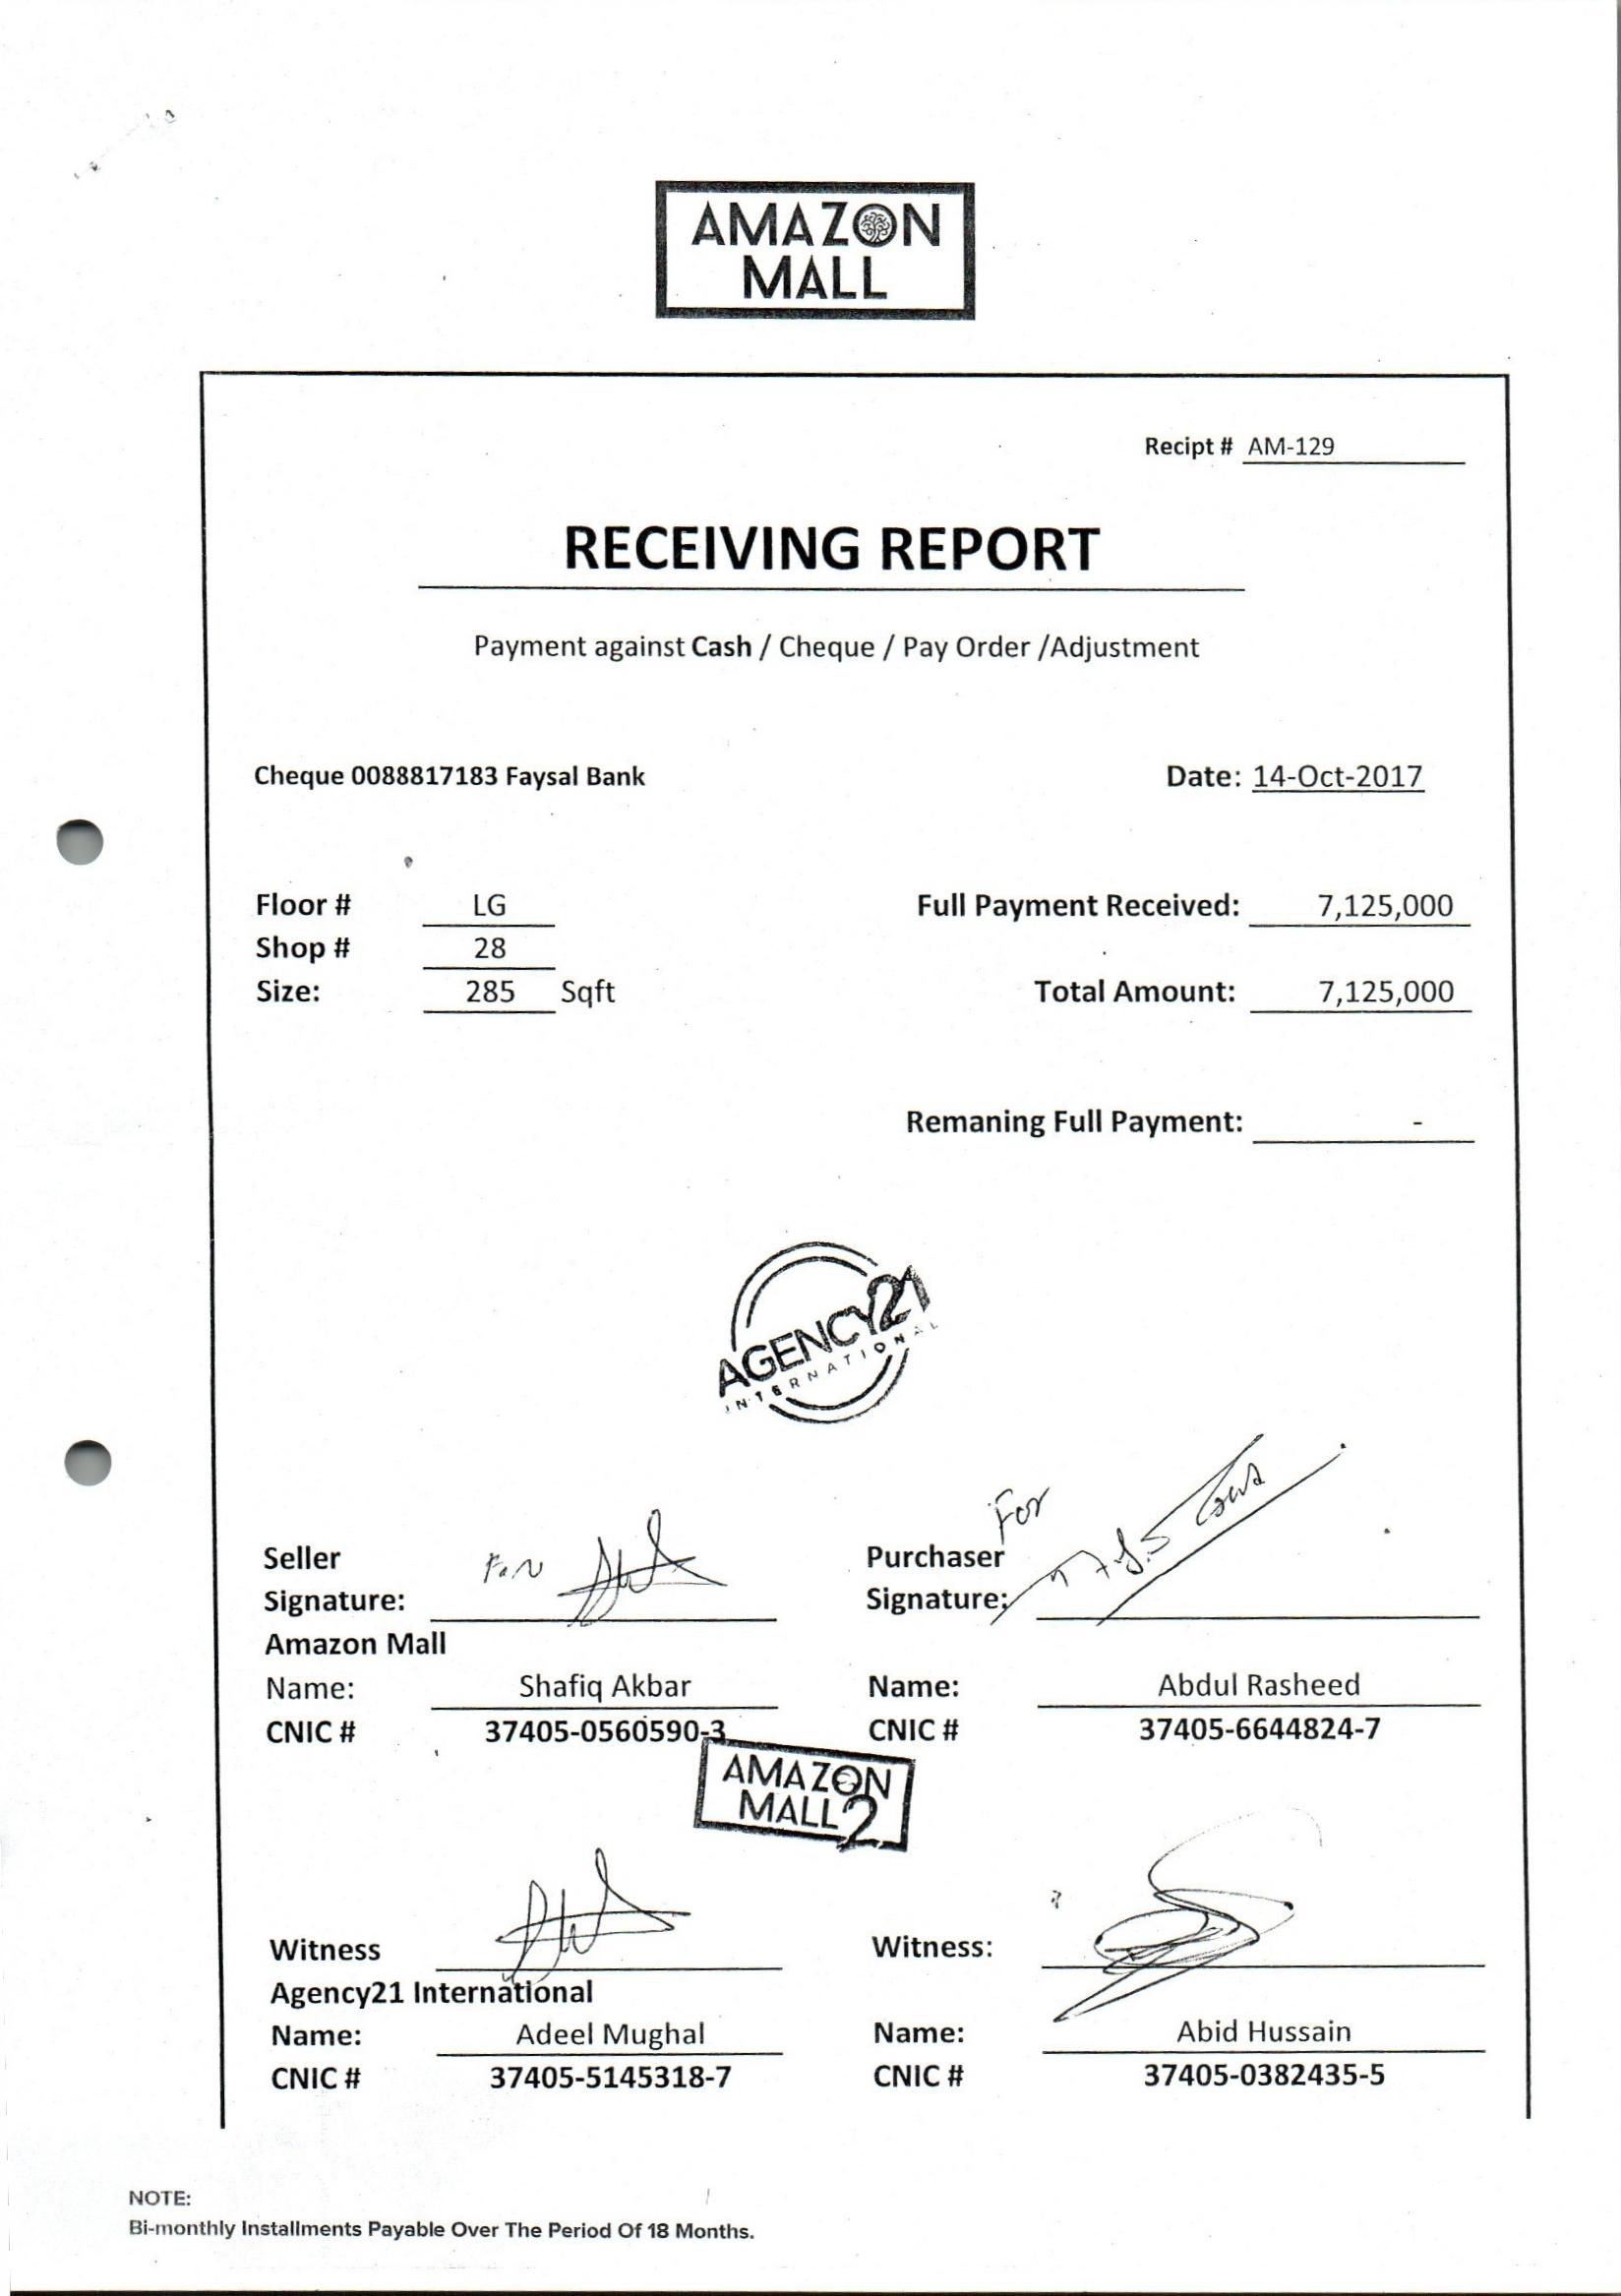 AMAZON
MALL
Recipt # AM-129
RECEIVING REPORT
Payment against Cash / Cheque / Pay Order /Adjustment
Cheque 0088817183 Faysal Bank
Date: 14-Oct-2017
Floor # LG
Full Payment Received: 7,125,000
Shop # 28
Size: 285 Sqft
Total Amount: 7,125,000
Remaning Full Payment: -
AGENCY21
INTERNATIONAL
For
Seller
Purchaser
Signature:
Signature:
Amazon Mall
Name: Shafiq Akbar
Name: Abdul Rasheed
CNIC # 37405-0560590-3
CNIC # 37405-6644824-7
AMAZON
MALL 2
Witness
Witness:
Agency21 International
Name: Adeel Mughal
Name: Abid Hussain
CNIC # 37405-5145318-7
CNIC # 37405-0382435-5
NOTE:
Bi-monthly Installments Payable Over The Period Of 18 Months.